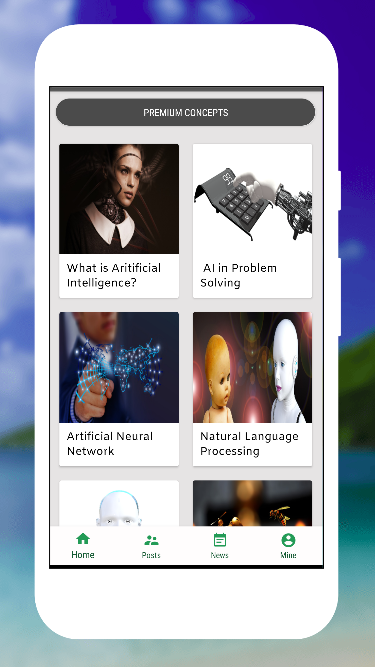 PREMIUM CONCEPTS
What is Aritificial
Intelligence?
AI in Problem
Solving
Artificial Neural
Network
Natural Language
Processing
Home
Posts
News
Mine